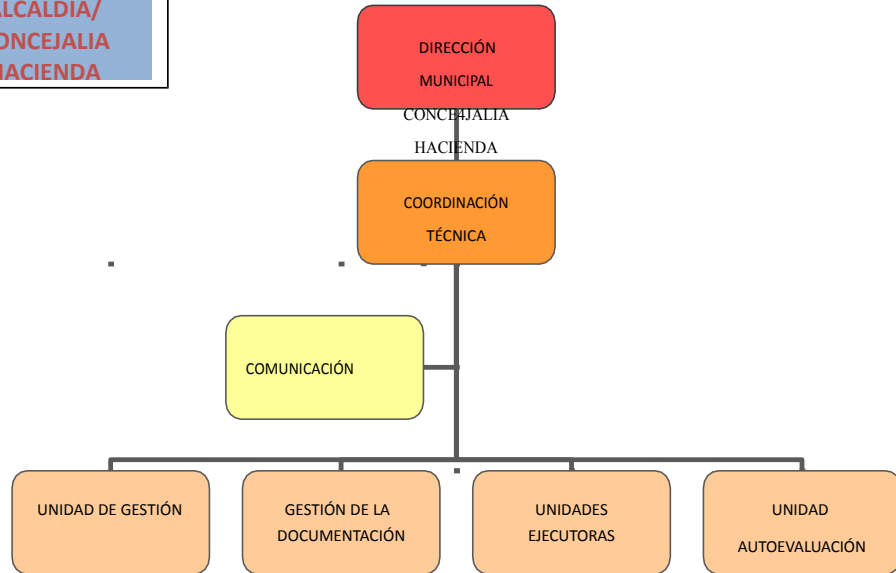 ALCALDIA/
CONCEJALIA
HACIENDA
DIRECCIÓN
MUNICIPAL
CONCE4JALIA
HACIENDA
COORDINACIÓN
TÉCNICA
COMUNICACIÓN
UNIDAD DE GESTIÓN
GESTIÓN DE LA
DOCUMENTACIÓN
UNIDADES
EJECUTORAS
UNIDAD
AUTOEVALUACIÓN